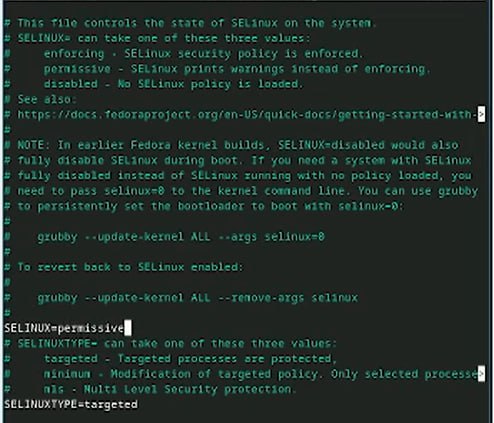 # This file controls the state of SELinux on the system.
# SELINUX= can take one of these three values:
#     enforcing - SELinux security policy is enforced.
#     permissive - SELinux prints warnings instead of enforcing.
#     disabled - No SELinux policy is loaded.
# See also:
# https://docs.fedoraproject.org/en-US/quick-docs/getting-started-with->
#
# NOTE: In earlier Fedora kernel builds, SELINUX=disabled would also
# fully disable SELinux during boot. If you need a system with SELinux
# fully disabled instead of SELinux running with no policy loaded, you
# need to pass selinux=0 to the kernel command line. You can use grubby
# to persistently set the bootloader to boot with selinux=0:
#
#    grubby --update-kernel ALL --args selinux=0
#
# To revert back to SELinux enabled:
#
#    grubby --update-kernel ALL --remove-args selinux
#
SELINUX=permissive
# SELINUXTYPE= can take one of these three values:
#     targeted - Targeted processes are protected,
#     minimum - Modification of targeted policy. Only selected processe>
#     mls - Multi Level Security protection.
SELINUXTYPE=targeted